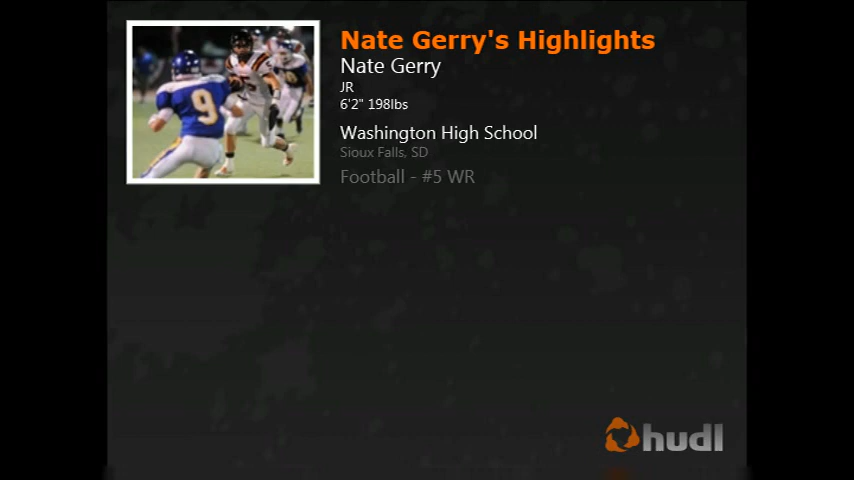 Nate Gerry's Highlights
Nate Gerry
JR
6'2" 198lbs
Washington High School
Sioux Falls, SD
Football - #5 WR
9
hudl